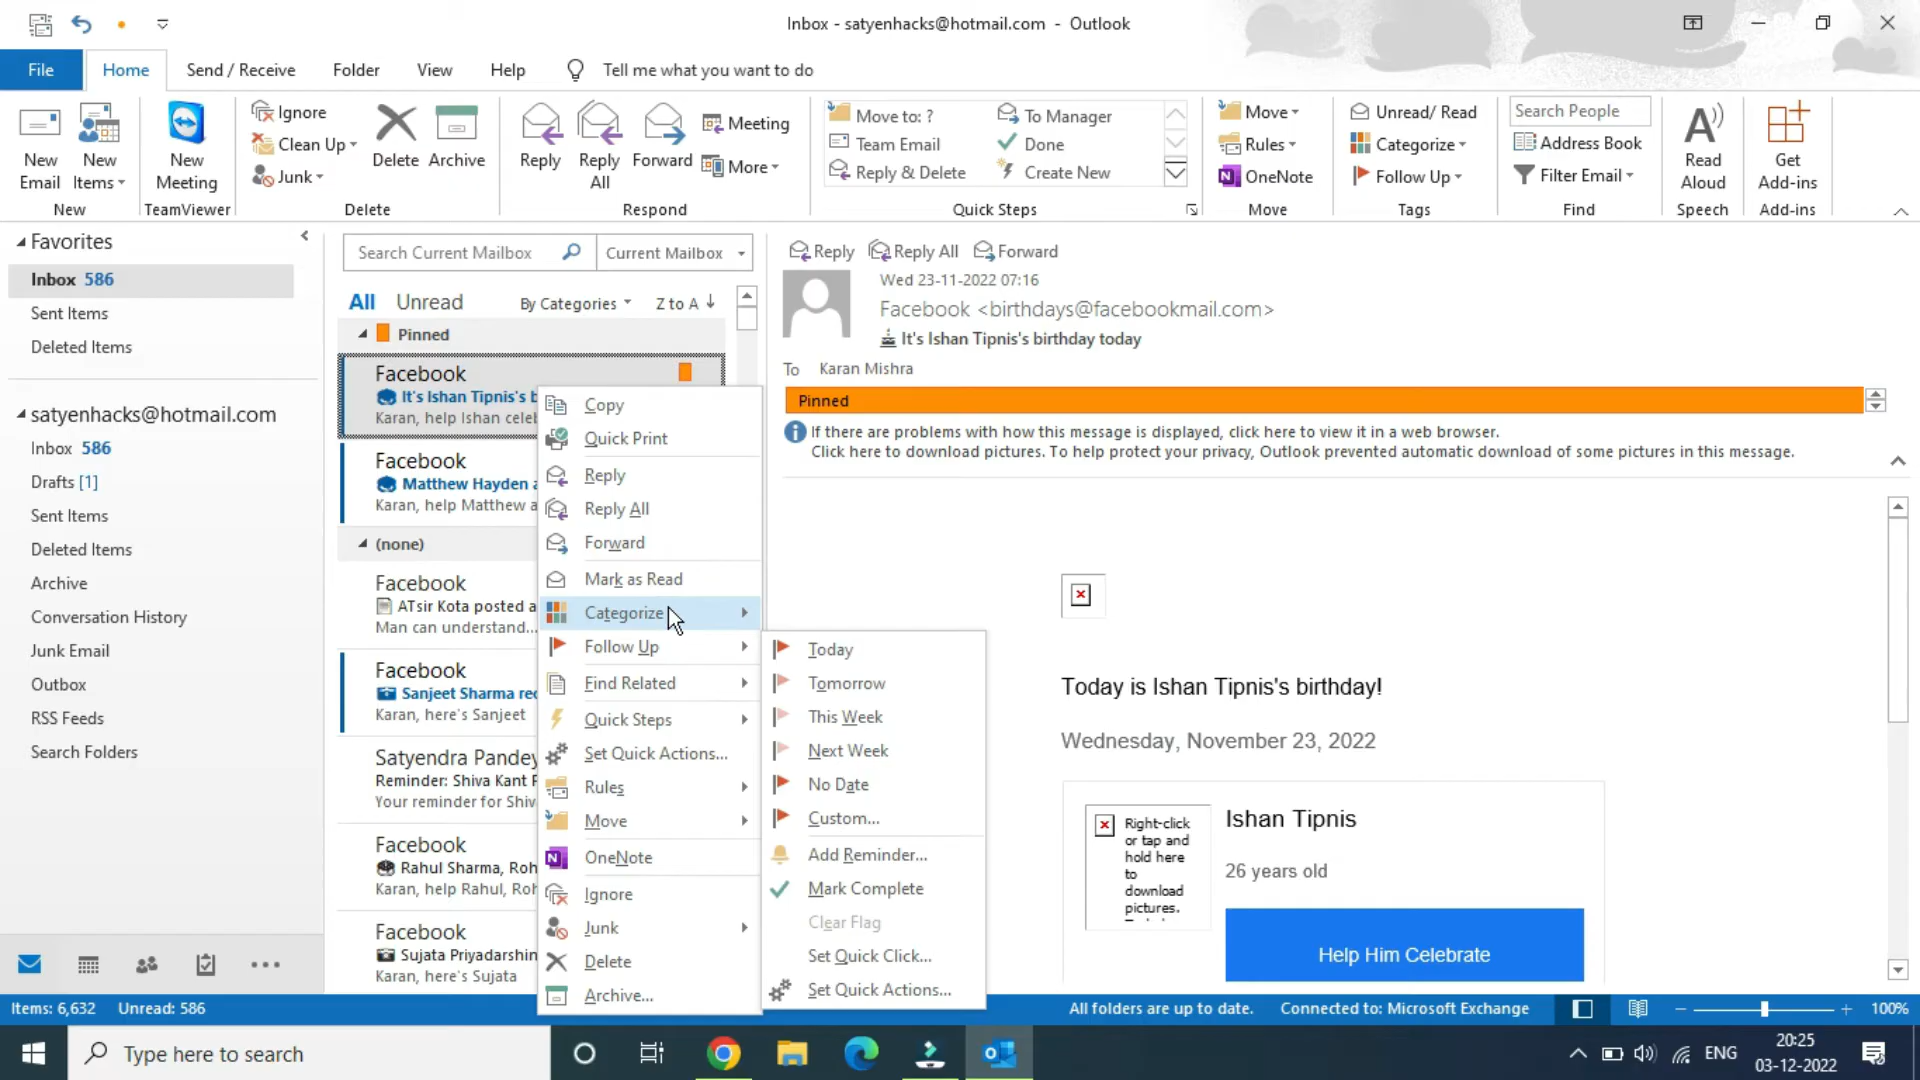 Inbox - satyenhacks@hotmail.com - Outlook
File Home Send / Receive Folder View Help Tell me what you want to do
New Email
New Items
New
New Meeting
TeamViewer
Ignore
Clean Up
Junk
Delete
Archive
Delete
Reply
Reply All
Forward
Meeting
More
Respond
Move to: ?
Team Email
Reply & Delete
To Manager
Done
Create New
Quick Steps
Move
Rules
OneNote
Move
Unread/ Read
Categorize
Follow Up
Tags
Search People
Address Book
Filter Email
Find
Read Aloud
Speech
Get Add-ins
Add-ins
Favorites
Inbox 586
Sent Items
Deleted Items
satyenhacks@hotmail.com
Inbox 586
Drafts [1]
Sent Items
Deleted Items
Archive
Conversation History
Junk Email
Outbox
RSS Feeds
Search Folders
Search Current Mailbox
Current Mailbox
All Unread By Categories Z to A
Pinned
Facebook
It's Ishan Tipnis's b
Karan, help Ishan celeb
Facebook
Matthew Hayden a
Karan, help Matthew a
(none)
Facebook
ATsir Kota posted a
Man can understand...
Facebook
Sanjeet Sharma rec
Karan, here's Sanjeet
Satyendra Pandey
Reminder: Shiva Kant P
Your reminder for Shiv
Facebook
Rahul Sharma, Roh
Karan, help Rahul, Roh
Facebook
Sujata Priyadarshin
Karan, here's Sujata
Copy
Quick Print
Reply
Reply All
Forward
Mark as Read
Categorize
Follow Up
Find Related
Quick Steps
Set Quick Actions...
Rules
Move
OneNote
Ignore
Junk
Delete
Archive...
Today
Tomorrow
This Week
Next Week
No Date
Custom...
Add Reminder...
Mark Complete
Clear Flag
Set Quick Click...
Set Quick Actions...
Reply Reply All Forward
Wed 23-11-2022 07:16
Facebook <birthdays@facebookmail.com>
It's Ishan Tipnis's birthday today
To Karan Mishra
Pinned
If there are problems with how this message is displayed, click here to view it in a web browser.
Click here to download pictures. To help protect your privacy, Outlook prevented automatic download of some pictures in this message.
Today is Ishan Tipnis's birthday!
Wednesday, November 23, 2022
Right-click
or tap and
hold here
to
download
pictures.
Ishan Tipnis
26 years old
Help Him Celebrate
Items: 6,632 Unread: 586
All folders are up to date. Connected to: Microsoft Exchange
100%
Type here to search
ENG
20:25
03-12-2022